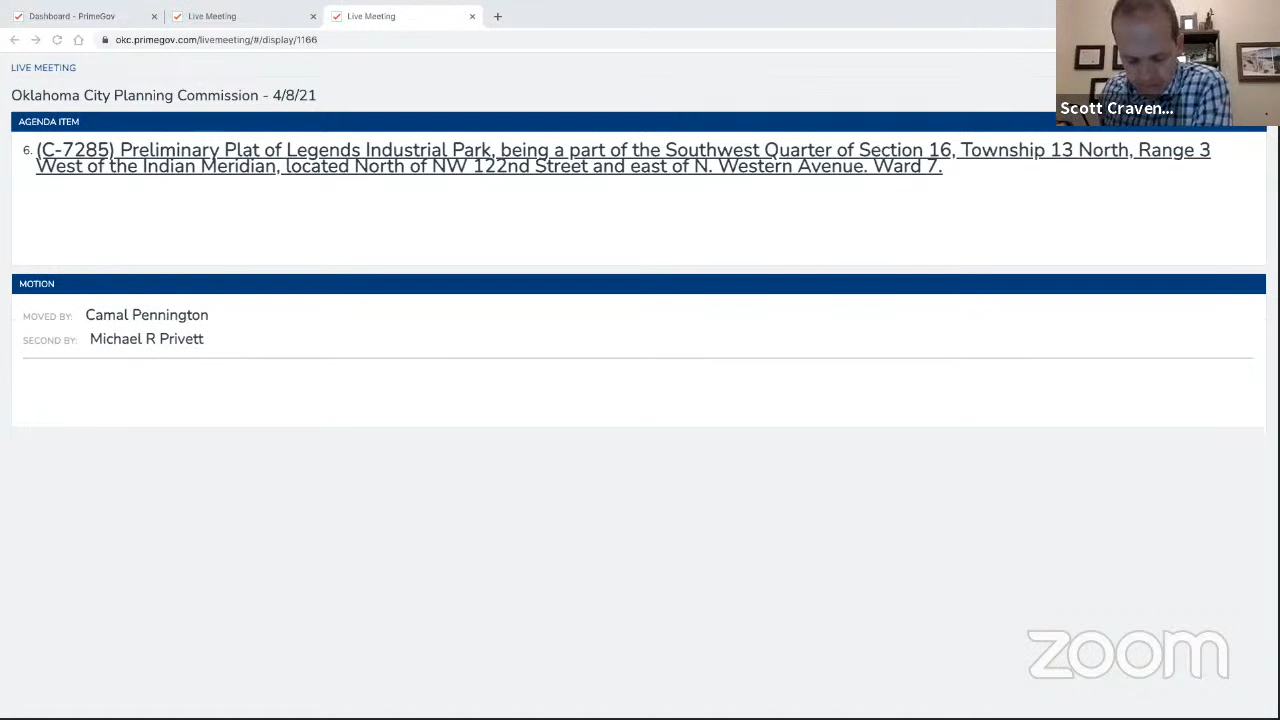 Dashboard - PrimeGov
Live Meeting
Live Meeting
okc.primegov.com/livemeeting/#/display/1166
LIVE MEETING
Oklahoma City Planning Commission - 4/8/21
Scott Craven...
AGENDA ITEM
6. (C-7285) Preliminary Plat of Legends Industrial Park, being a part of the Southwest Quarter of Section 16, Township 13 North, Range 3
West of the Indian Meridian, located North of NW 122nd Street and east of N. Western Avenue. Ward 7.
MOTION
MOVED BY: Camal Pennington
SECOND BY: Michael R Privett
zoom